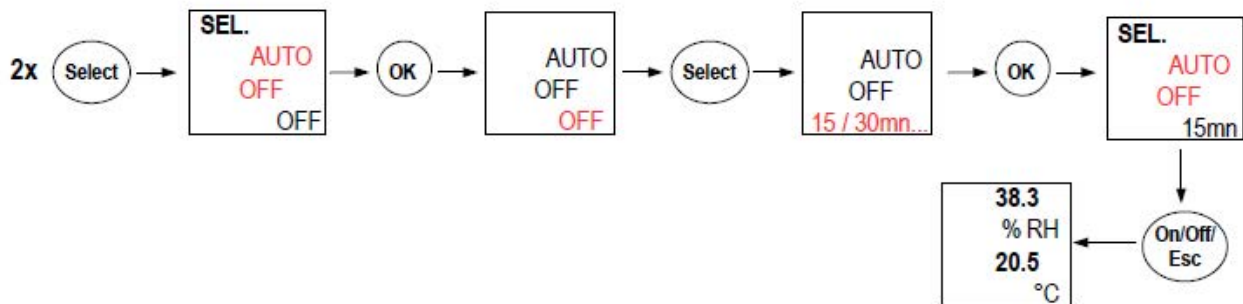 2x
Select
SEL.
AUTO
OFF
OFF
OK
AUTO
OFF
OFF
Select
AUTO
OFF
15 / 30mn...
OK
SEL.
AUTO
OFF
15mn
On/Off/
Esc
38.3
% RH
20.5
°C